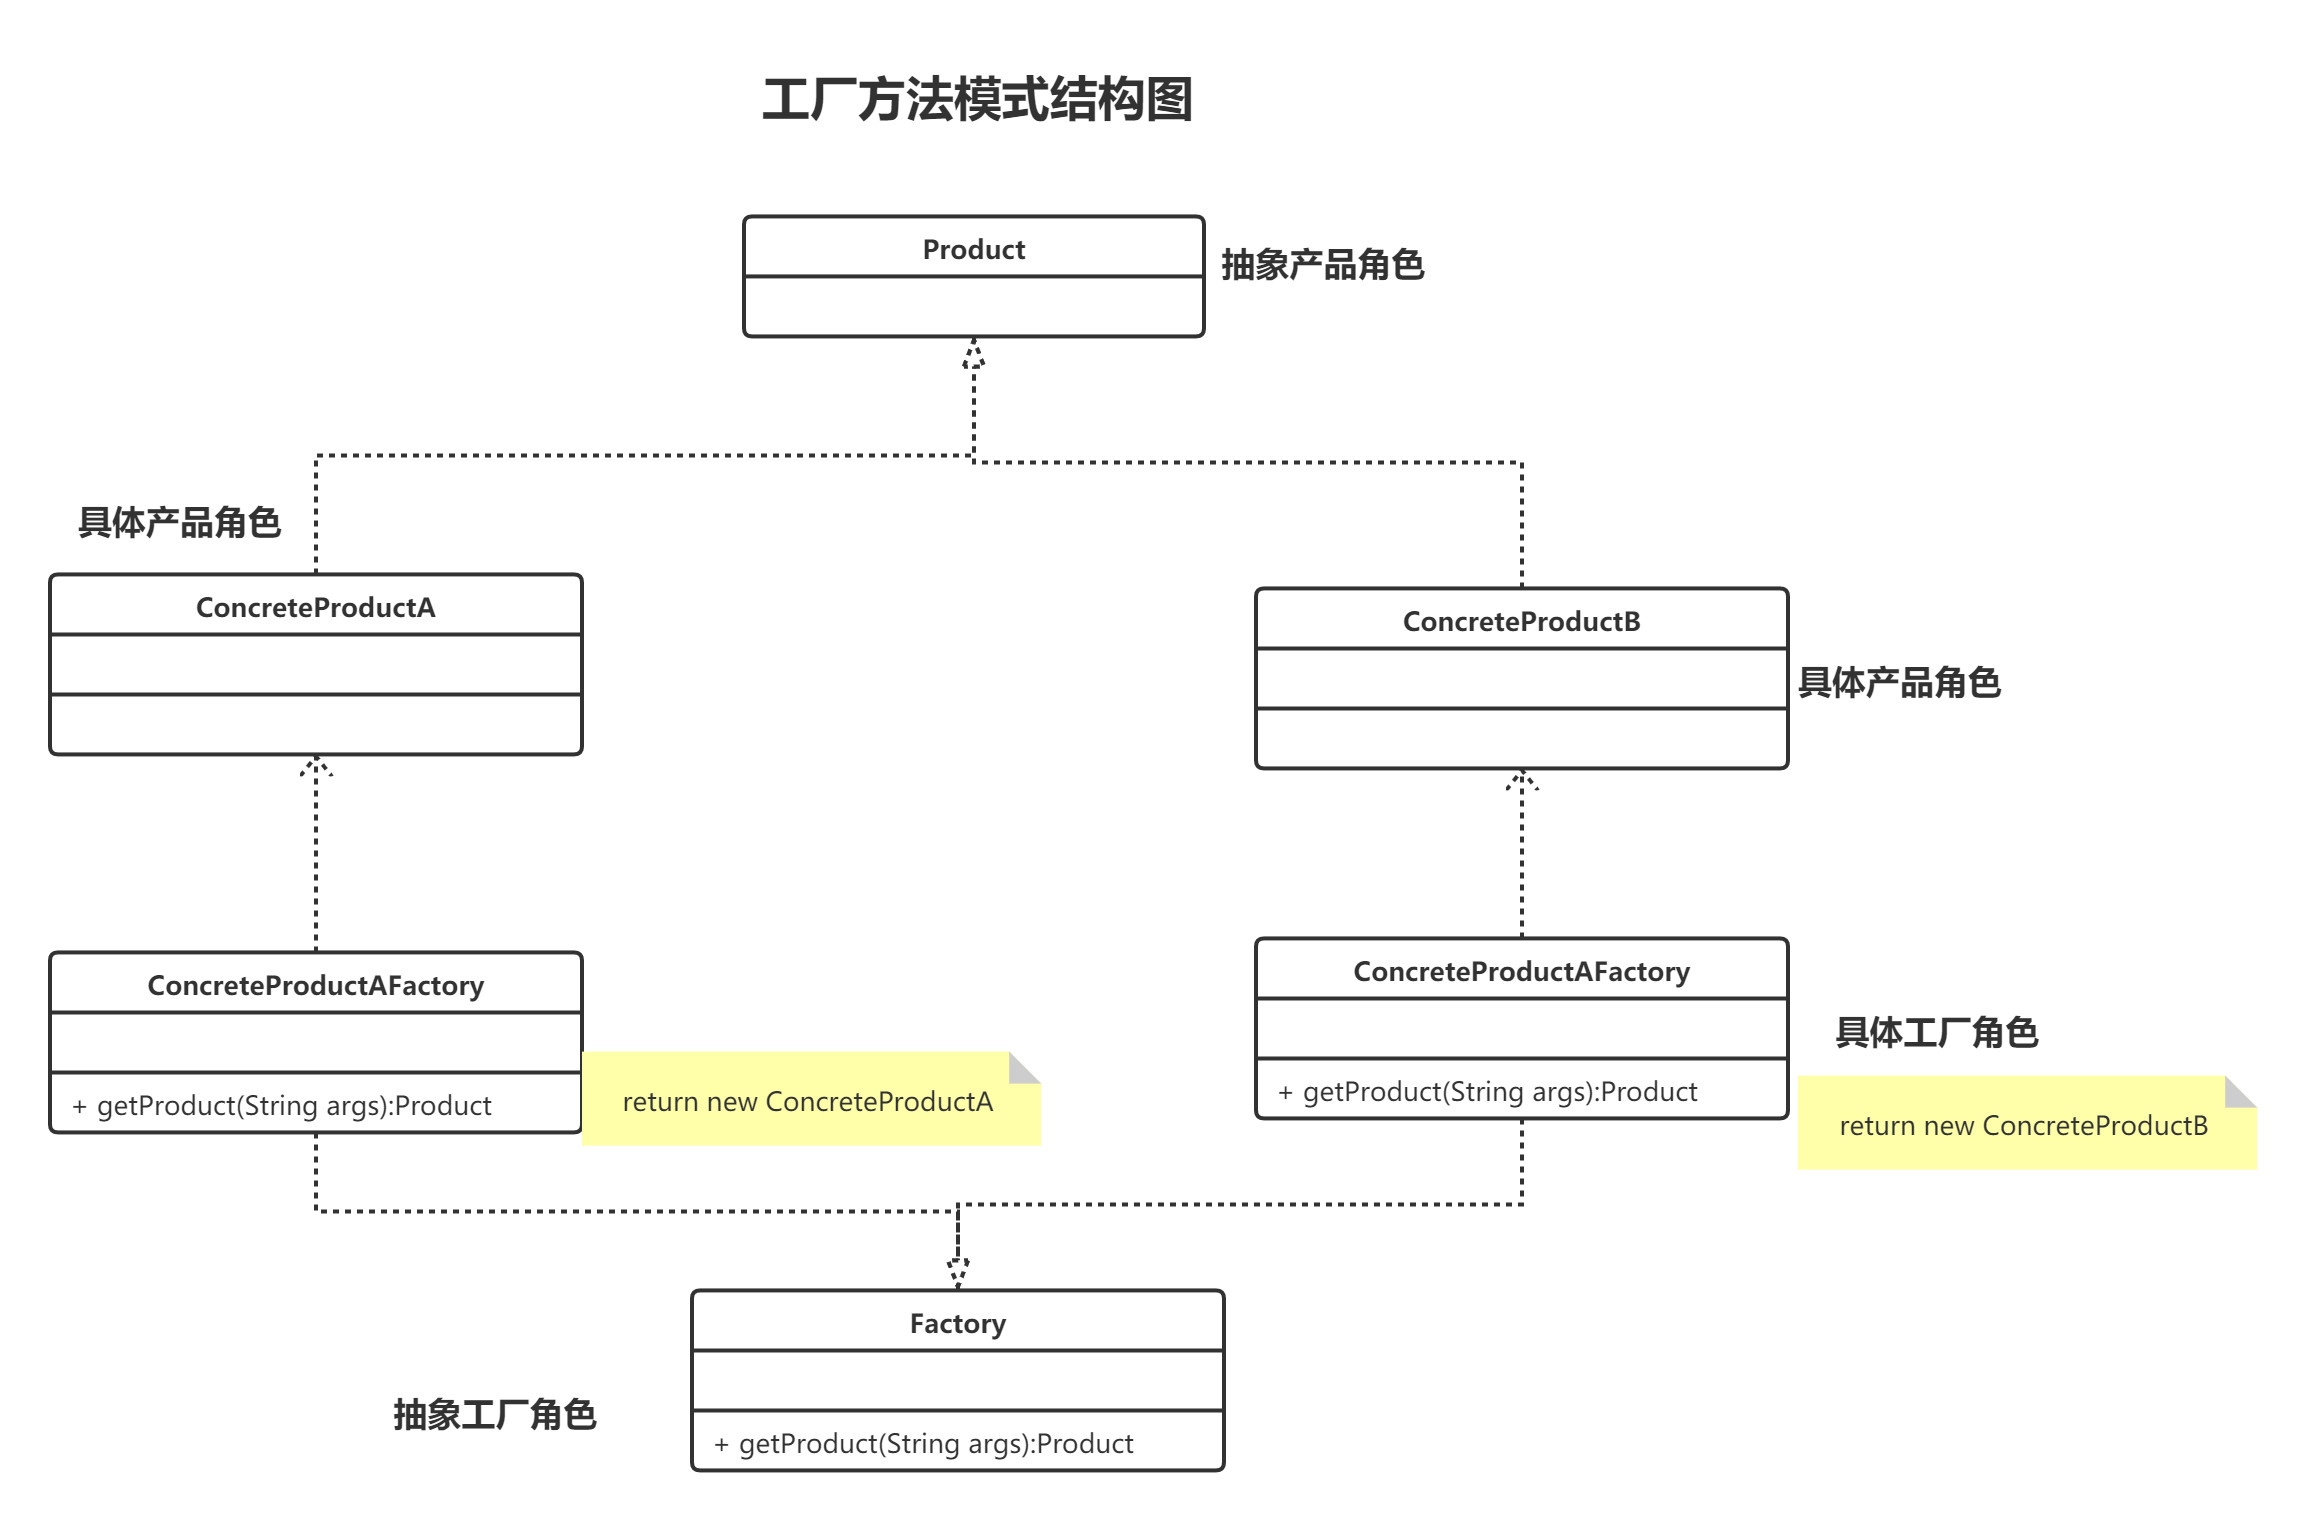 工厂方法模式结构图
Product
抽象产品角色
具体产品角色
ConcreteProductA
ConcreteProductB
具体产品角色
ConcreteProductAFactory
+ getProduct(String args):Product
return new ConcreteProductA
ConcreteProductAFactory
+ getProduct(String args):Product
具体工厂角色
return new ConcreteProductB
Factory
抽象工厂角色
+ getProduct(String args):Product